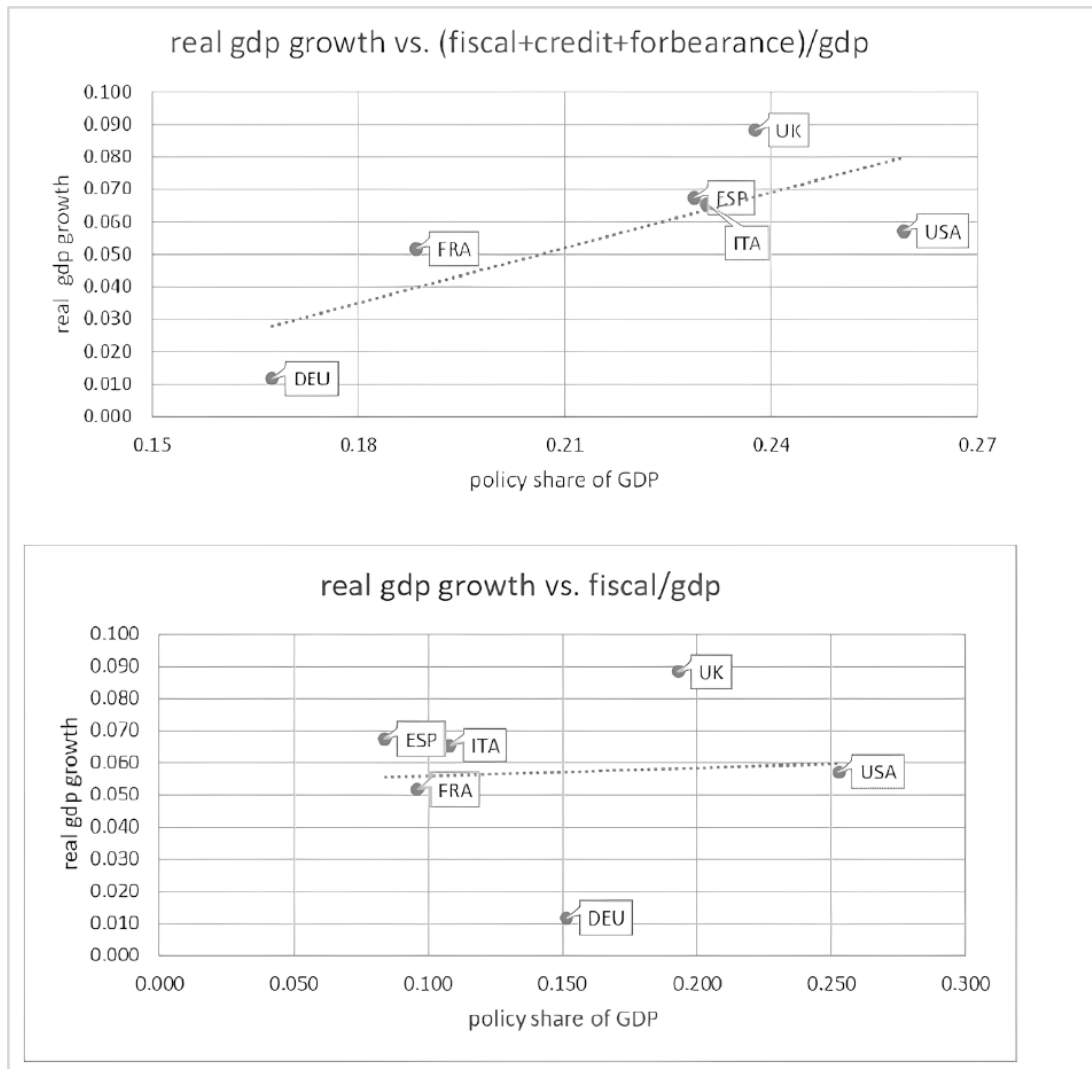 real gdp growth vs. (fiscal+credit+forbearance)/gdp
0.100
0.090
0.080
0.070
0.060
0.050
0.040
0.030
0.020
0.010
0.000
real gdp growth
UK
ESP
ITA
USA
FRA
DEU
0.15 0.18 0.21 0.24 0.27
policy share of GDP
real gdp growth vs. fiscal/gdp
0.100
0.090
0.080
0.070
0.060
0.050
0.040
0.030
0.020
0.010
0.000
real gdp growth
UK
ESP
ITA
USA
FRA
DEU
0.000 0.050 0.100 0.150 0.200 0.250 0.300
policy share of GDP